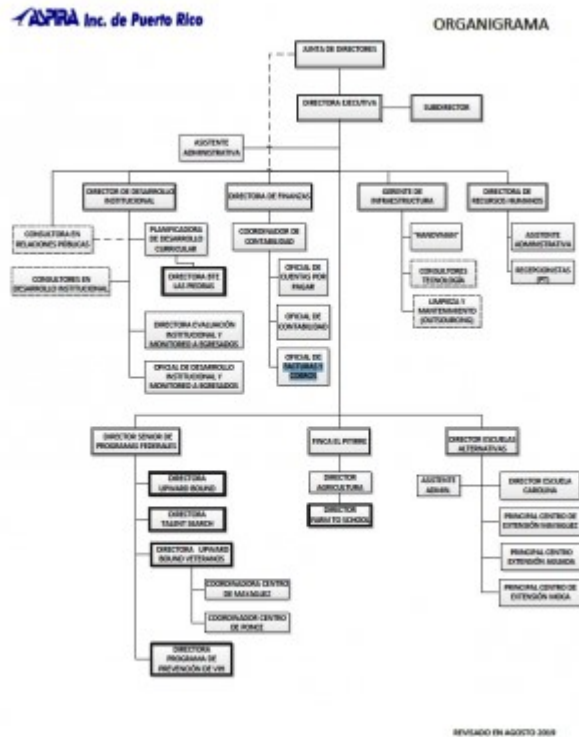 ASPIRA Inc. de Puerto Rico
ORGANIGRAMA
JUNTA DE DIRECTORES
DIRECTORA EJECUTIVA
SUBDIRECTOR
ASISTENTE
ADMINISTRATIVA
DIRECTOR DE DESARROLLO
INSTITUCIONAL
DIRECTORA DE FINANZAS
GERENTE DE
INFRAESTRUCTURA
DIRECTORA DE
RECURSOS HUMANOS
CONSULTORA EN
RELACIONES PÚBLICAS
PLANIFICADORA
DE DESARROLLO
CURRICULAR
DIRECTORA BTE
LAS PIEDRAS
CONSULTORES EN
DESARROLLO INSTITUCIONAL
DIRECTORA EVALUACIÓN
INSTITUCIONAL Y
MONITOREO A EGRESADOS
OFICIAL DE DESARROLLO
INSTITUCIONAL Y
MONITOREO A EGRESADOS
COORDINADOR DE
CONTABILIDAD
OFICIAL DE
CUENTAS POR
PAGAR
OFICIAL DE
CONTABILIDAD
OFICIAL DE
FACTURAS Y
COBROS
"HANDYMAN"
CONSULTORES
TECNOLOGÍA
LIMPIEZA Y
MANTENIMIENTO
(OUTSOURCING)
ASISTENTE
ADMINISTRATIVA
RECEPCIONISTAS
(PT)
DIRECTOR SENIOR DE
PROGRAMAS FEDERALES
DIRECTORA
UPWARD BOUND
DIRECTORA
TALENT SEARCH
DIRECTORA UPWARD
BOUND VETERANOS
COORDINADORA CENTRO
DE MAYAGUEZ
COORDINADOR CENTRO
DE PONCE
DIRECTORA
PROGRAMA DE
PREVENCIÓN DE VIH
FINCA EL PITIRRE
DIRECTOR
AGRICULTURA
DIRECTOR
FARM TO SCHOOL
DIRECTOR ESCUELAS
ALTERNATIVAS
ASISTENTE
ADMIN.
DIRECTOR ESCUELA
CAROLINA
PRINCIPAL CENTRO DE
EXTENSIÓN MAYAGUEZ
PRINCIPAL CENTRO
EXTENSIÓN AGUADA
PRINCIPAL CENTRO DE
EXTENSIÓN MOCA
REVISADO EN AGOSTO 2019